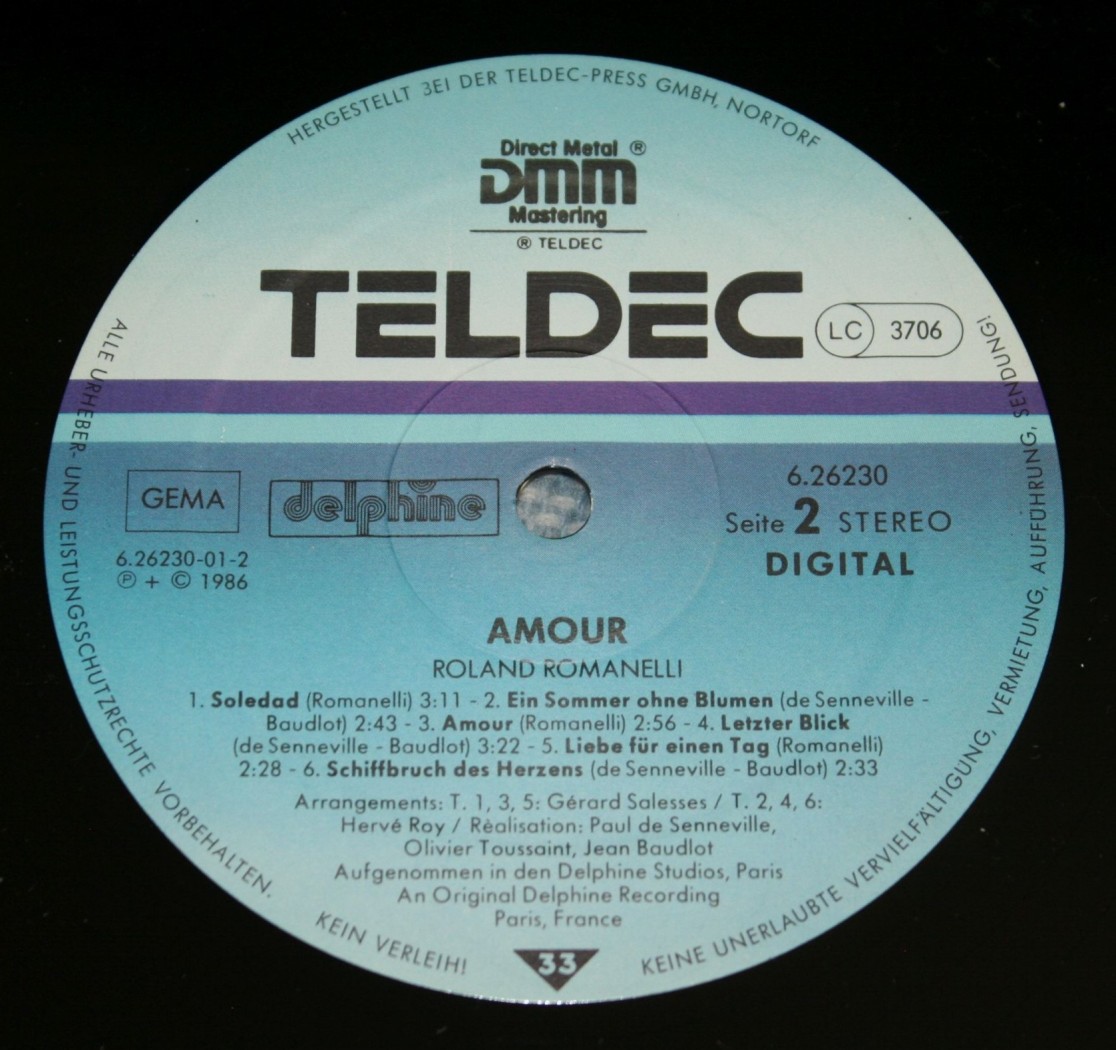 HERGESTELLT BEI DER TELDEC-PRESS GMBH, NORTORF
Direct Metal ®
DMM
Mastering
® TELDEC
TELDEC
LC 3706
GEMA
delphine
6.26230
Seite 2 STEREO
DIGITAL
6.26230-01-2
℗ + © 1986
AMOUR
ROLAND ROMANELLI
1. Soledad (Romanelli) 3:11 - 2. Ein Sommer ohne Blumen (de Senneville -
Baudlot) 2:43 - 3. Amour (Romanelli) 2:56 - 4. Letzter Blick
(de Senneville - Baudlot) 3:22 - 5. Liebe für einen Tag (Romanelli)
2:28 - 6. Schiffbruch des Herzens (de Senneville - Baudlot) 2:33
Arrangements: T. 1, 3, 5: Gérard Salesses / T. 2, 4, 6:
Hervé Roy / Rèalisation: Paul de Senneville,
Olivier Toussaint, Jean Baudlot
Aufgenommen in den Delphine Studios, Paris
An Original Delphine Recording
Paris, France
33
ALLE URHEBER- UND LEISTUNGSSCHUTZRECHTE VORBEHALTEN.
KEIN VERLEIH!
KEINE UNERLAUBTE VERVIELFÄLTIGUNG, VERMIETUNG, AUFFÜHRUNG, SENDUNG!